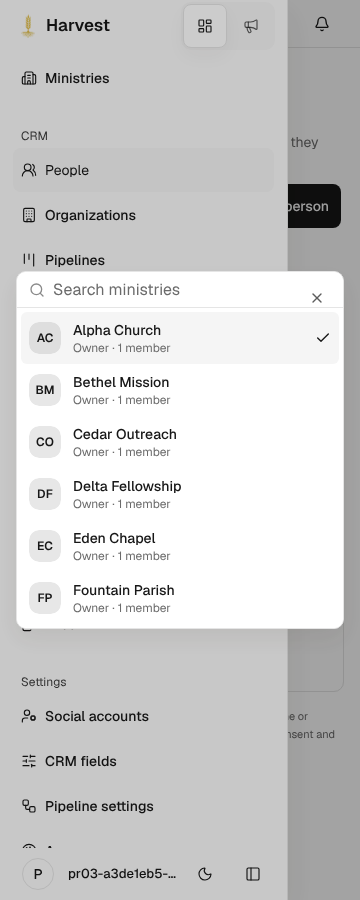 Harvest
Ministries
CRM
People
they
Organizations
person
Pipelines
Search ministries
AC
Alpha Church
Owner · 1 member
BM
Bethel Mission
Owner · 1 member
CO
Cedar Outreach
Owner · 1 member
DF
Delta Fellowship
Owner · 1 member
EC
Eden Chapel
Owner · 1 member
FP
Fountain Parish
Owner · 1 member
Settings
Social accounts
e or
nsent and
CRM fields
Pipeline settings
P
pr03-a3de1eb5-...